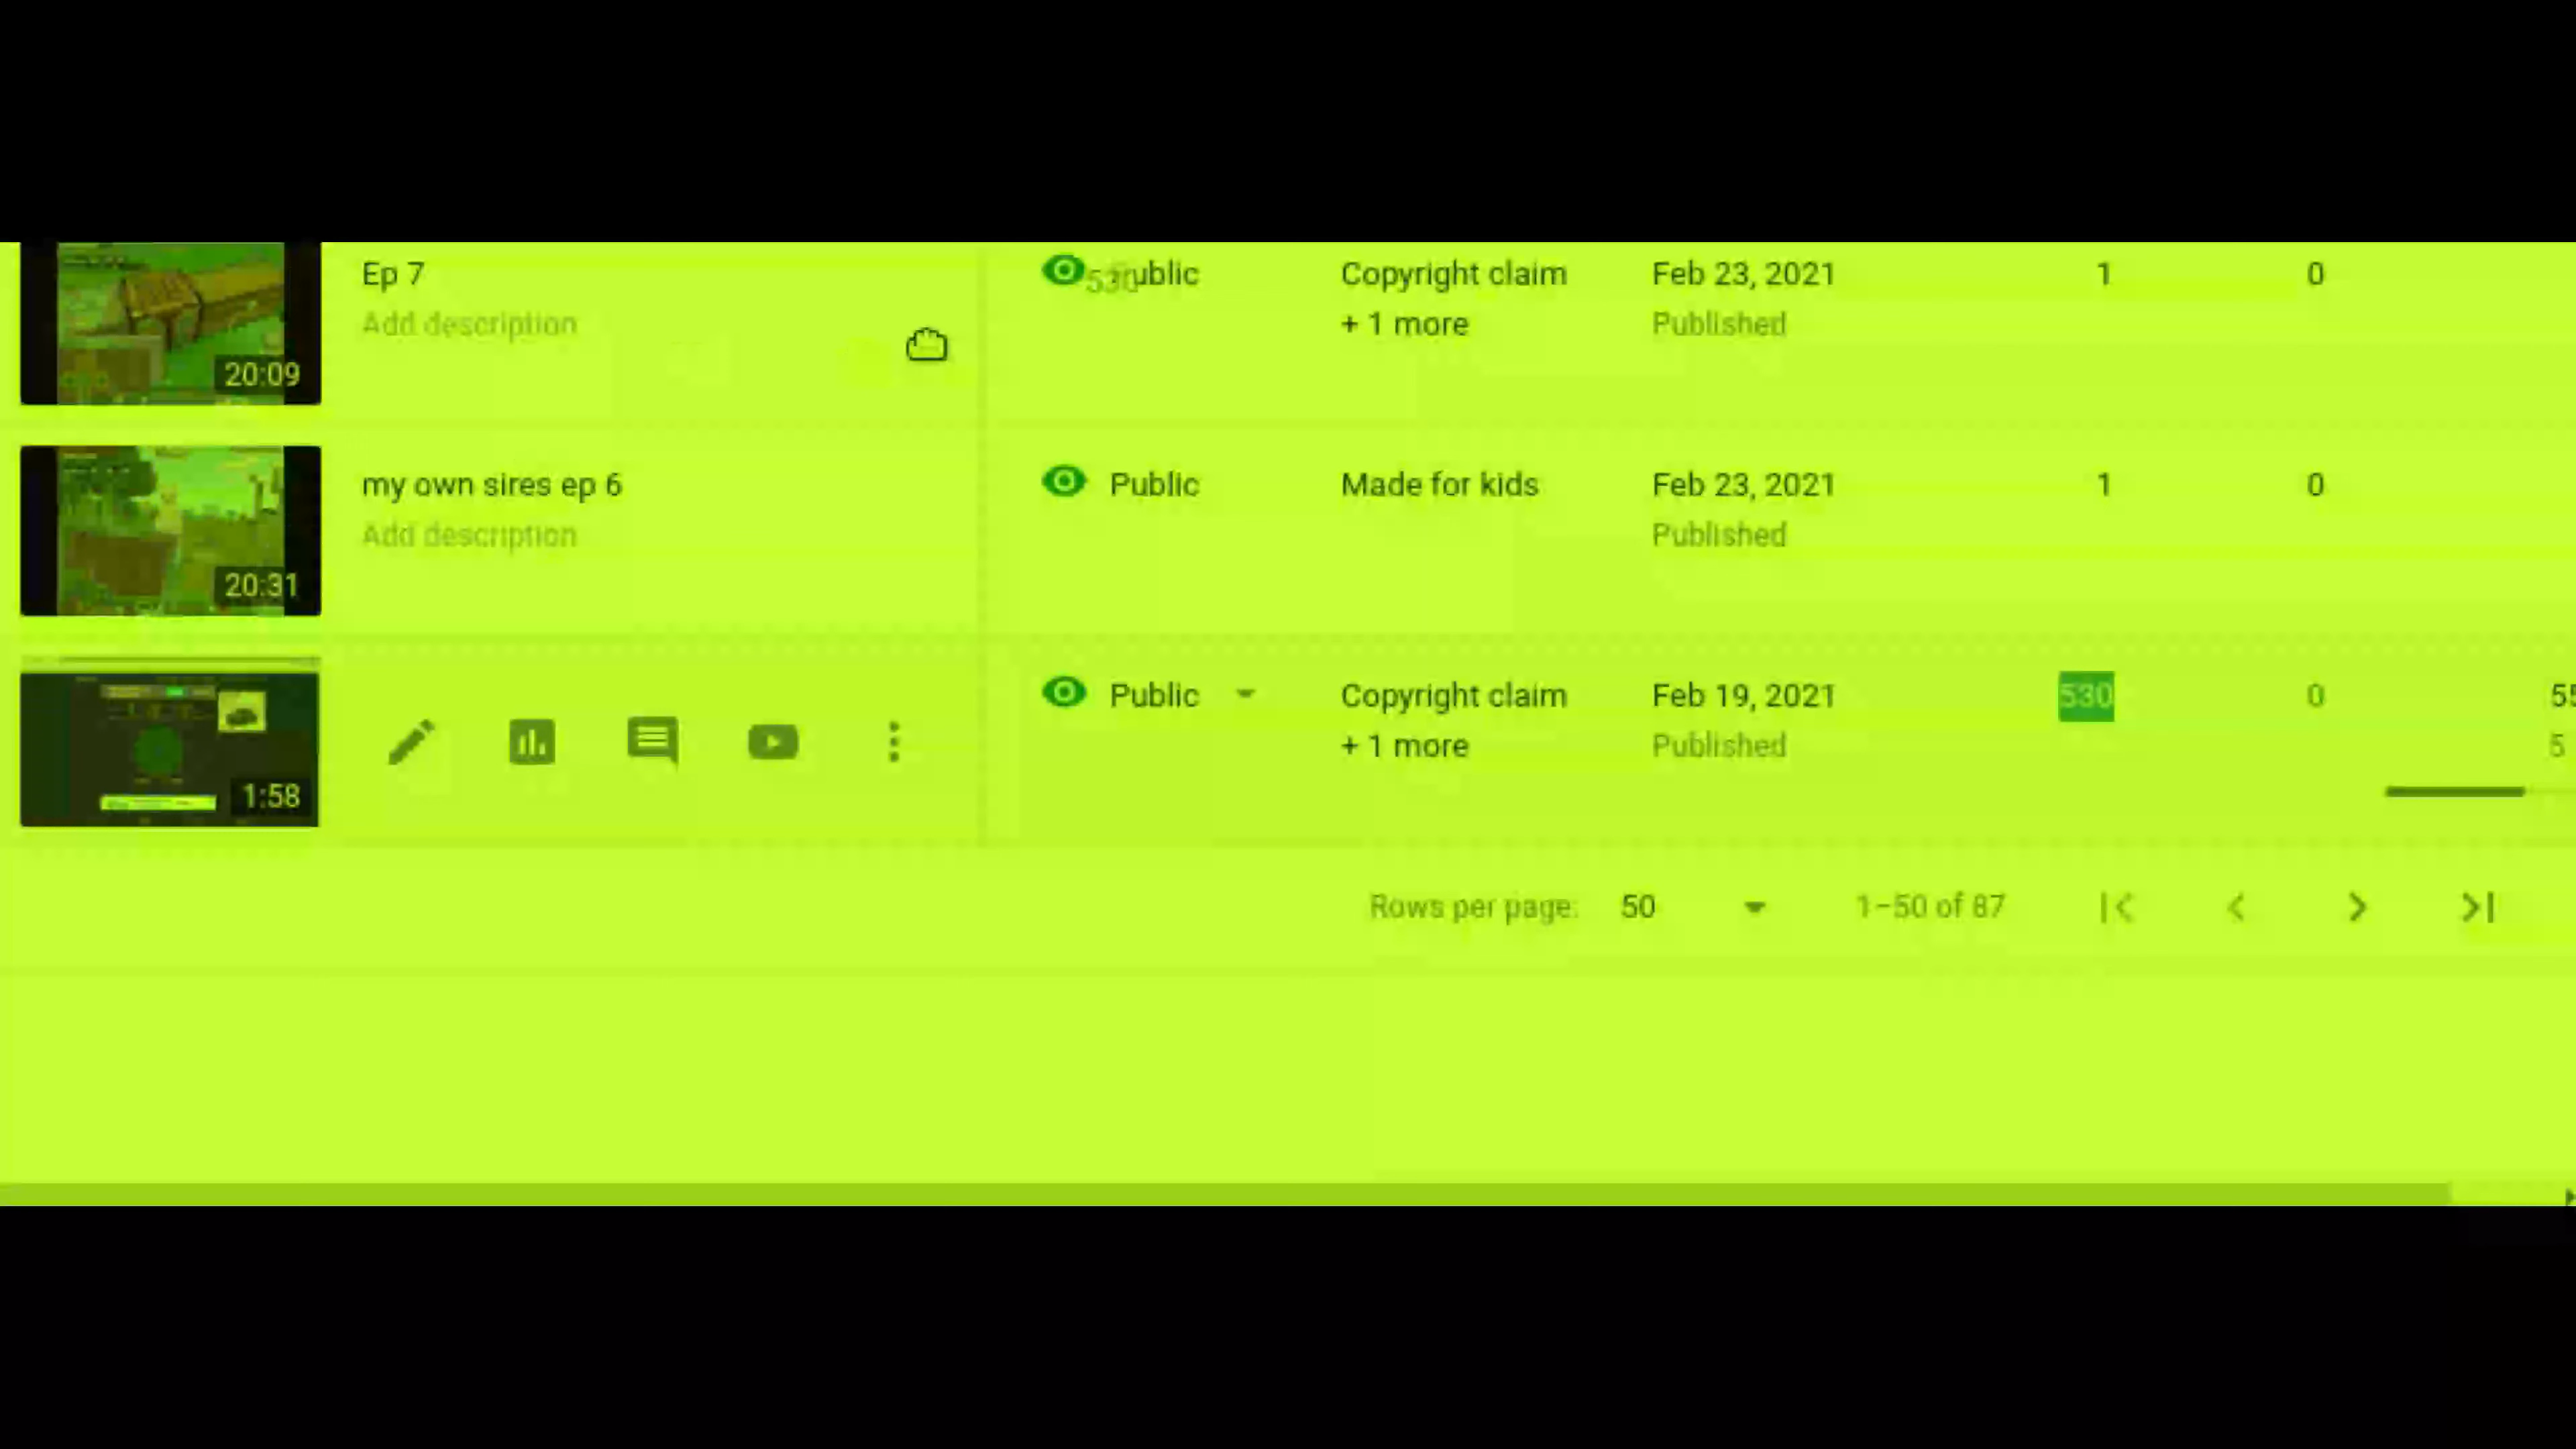 Ep 7
530 Public
Copyright claim
Feb 23, 2021
1
0
Add description
+ 1 more
Published
20:09
my own sires ep 6
Public
Made for kids
Feb 23, 2021
1
0
Add description
Published
20:31
Public
Copyright claim
Feb 19, 2021
530
0
55
+ 1 more
Published
5
1:58
Rows per page: 50
1–50 of 87